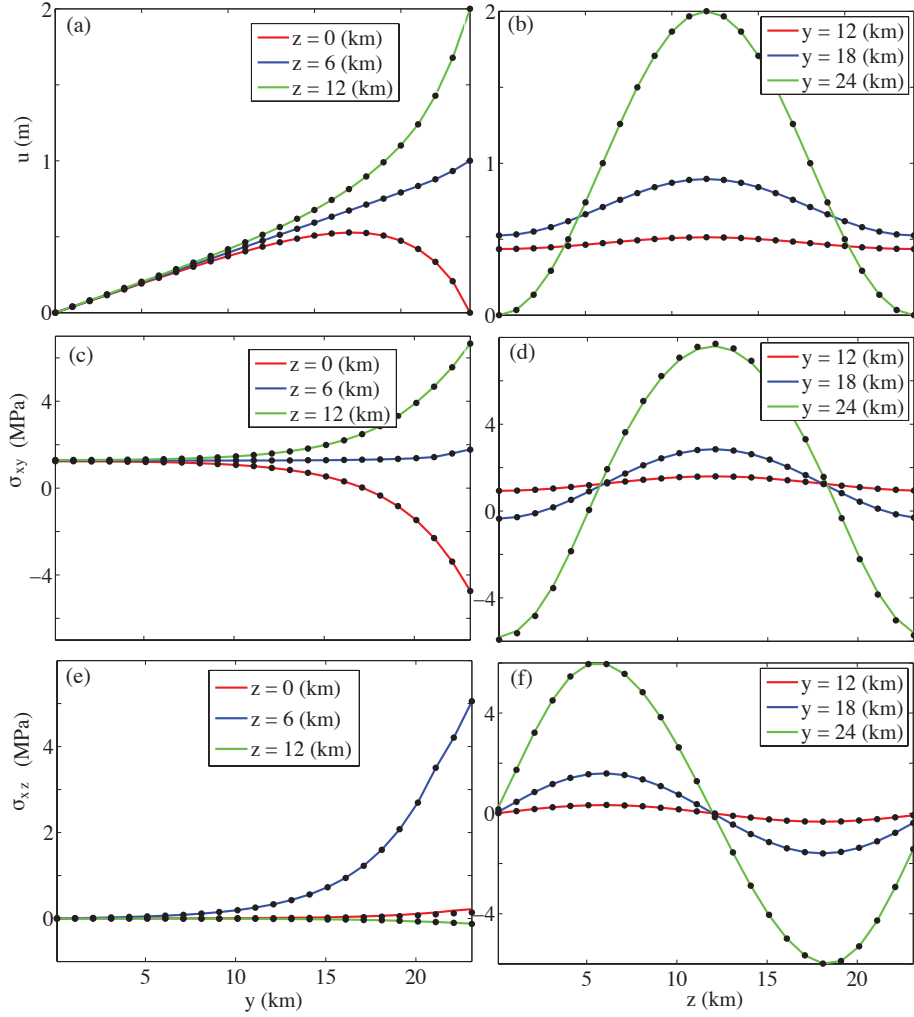 (a)
z = 0 (km)
z = 6 (km)
z = 12 (km)
u (m)
2
1
0
(b)
y = 12 (km)
y = 18 (km)
y = 24 (km)
2
1
0
(c)
z = 0 (km)
z = 6 (km)
z = 12 (km)
σxy (MPa)
4
0
−4
(d)
y = 12 (km)
y = 18 (km)
y = 24 (km)
4
0
−4
(e)
z = 0 (km)
z = 6 (km)
z = 12 (km)
σxz (MPa)
4
2
0
5
10
15
20
y (km)
(f)
y = 12 (km)
y = 18 (km)
y = 24 (km)
4
0
−4
5
10
15
20
z (km)